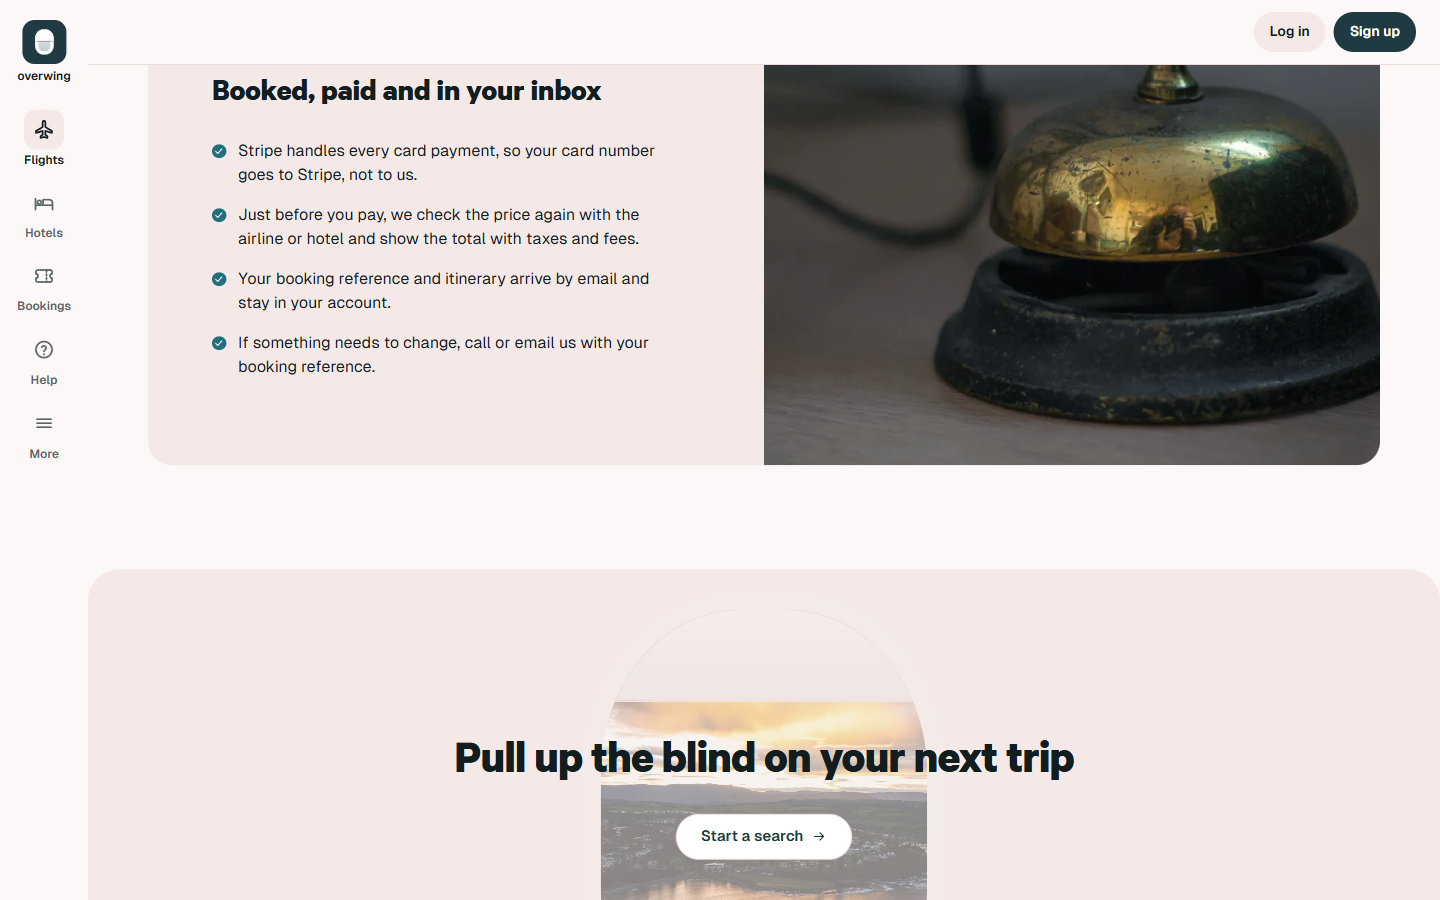 Log in
Sign up
overwing
Flights
Hotels
Bookings
Help
More
Booked, paid and in your inbox
Stripe handles every card payment, so your card number
goes to Stripe, not to us.
Just before you pay, we check the price again with the
airline or hotel and show the total with taxes and fees.
Your booking reference and itinerary arrive by email and
stay in your account.
If something needs to change, call or email us with your
booking reference.
Pull up the blind on your next trip
Start a search